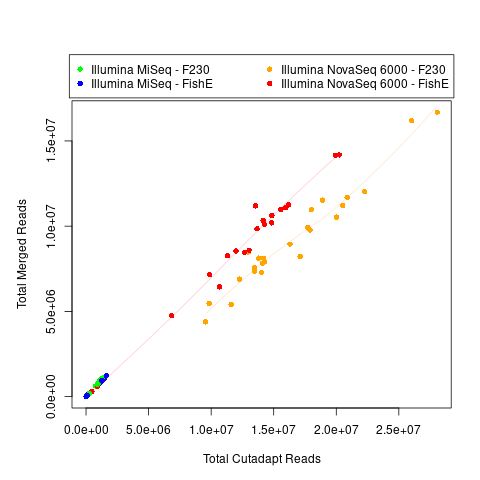 Illumina MiSeq - F230
Illumina MiSeq - FishE
Illumina NovaSeq 6000 - F230
Illumina NovaSeq 6000 - FishE
Total Merged Reads
1.5e+07
1.0e+07
5.0e+06
0.0e+00
0.0e+00 5.0e+06 1.0e+07 1.5e+07 2.0e+07 2.5e+07
Total Cutadapt Reads